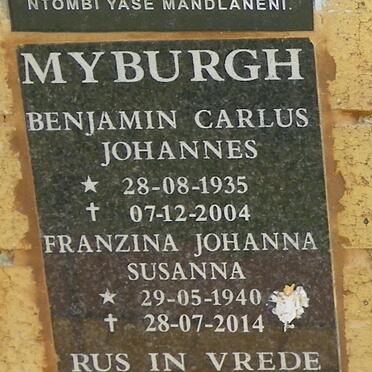 NTOMBI YASE MANDLANENI.
MYBURGH
BENJAMIN CARLUS
JOHANNES
★ 28-08-1935
✝ 07-12-2004
FRANZINA JOHANNA
SUSANNA
★ 29-05-1940
✝ 28-07-2014
RUS IN VREDE